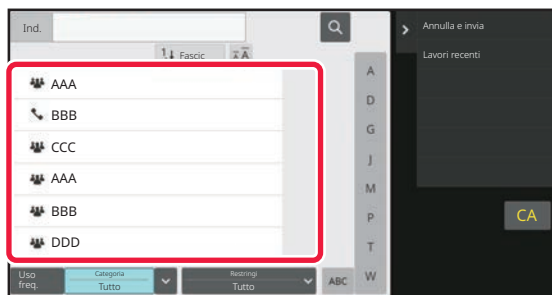 Ind.
Annulla e invia
Lavori recenti
Fascic
AAA
BBB
CCC
AAA
BBB
DDD
A
D
G
J
M
P
T
W
CA
Uso
freq.
Categoria
Tutto
Restringi
Tutto
ABC